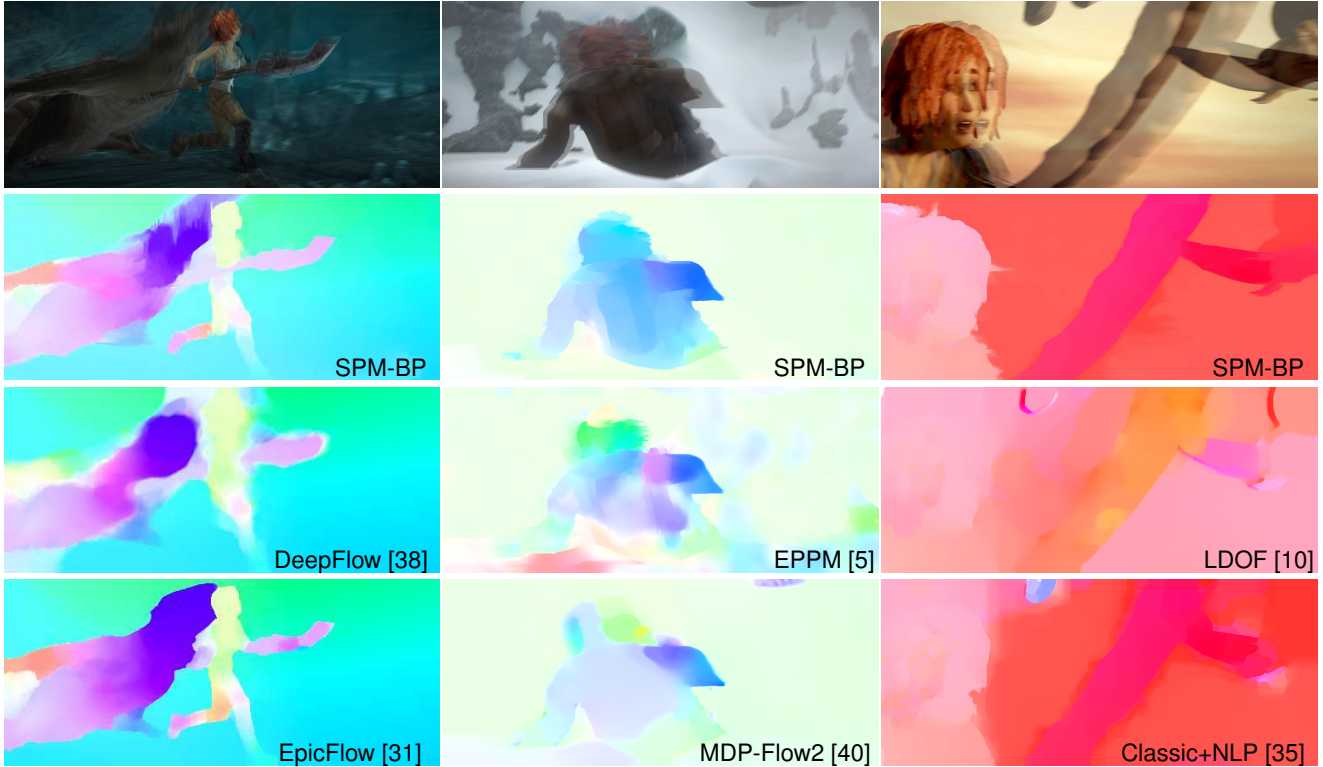 SPM-BP
SPM-BP
SPM-BP
DeepFlow [38]
EPPM [5]
LDOF [10]
EpicFlow [31]
MDP-Flow2 [40]
Classic+NLP [35]